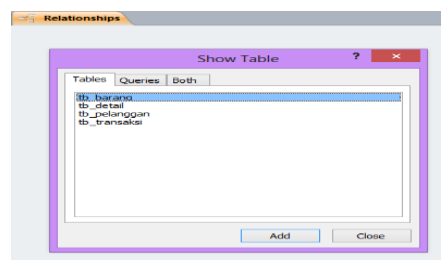 Relationships
Show Table
? ×
Tables Queries Both
tb_barang
tb_detail
tb_pelanggan
tb_transaksi
Add Close